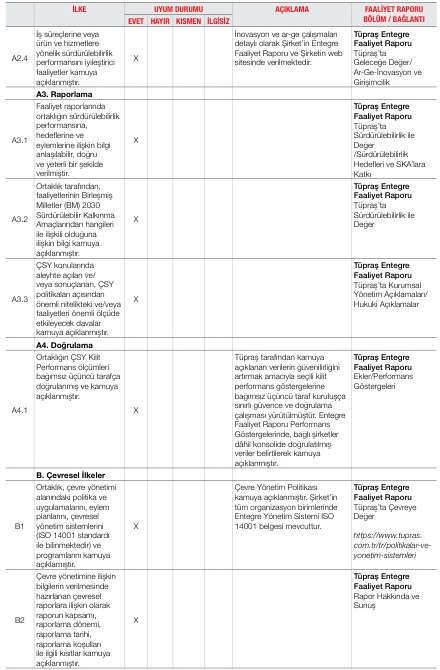 İLKE
UYUM DURUMU
AÇIKLAMA
FAALİYET RAPORU
BÖLÜM / BAĞLANTI
EVET HAYIR KISMEN İLGİSİZ
A2.4
İş süreçlerine veya
ürün ve hizmetlere
yönelik sürdürülebilirlik
performansını iyileştirici
faaliyetler kamuya
açıklanmıştır.
X
İnovasyon ve ar-ge çalışmaları
detaylı olarak Şirket'in Entegre
Faaliyet Raporu ve Şirketin web
sitesinde verilmektedir.
Tüpraş Entegre
Faaliyet Raporu
Tüpraş'ta
Geleceğe Değer/
Ar-Ge-İnovasyon ve
Girişimcilik
A3. Raporlama
A3.1
Faaliyet raporlarında
ortaklığın sürdürülebilirlik
performansına,
hedeflerine ve
eylemlerine ilişkin bilgi
anlaşılabilir, doğru
ve yeterli bir şekilde
verilmiştir.
X
Tüpraş Entegre
Faaliyet Raporu
Tüpraş'ta
Sürdürülebilirlik ile
Değer
/Sürdürülebilirlik
Hedefleri ve SKA'lara
Katkı
A3.2
Ortaklık tarafından,
faaliyetlerinin Birleşmiş
Milletler (BM) 2030
Sürdürülebilir Kalkınma
Amaçlarından hangileri
ile ilişkili olduğuna
ilişkin bilgi kamuya
açıklanmıştır.
X
Tüpraş Entegre
Faaliyet Raporu
Tüpraş'ta
Sürdürülebilirlik ile
Değer
A3.3
ÇSY konularında
aleyhte açılan ve/
veya sonuçlanan, ÇSY
politikaları açısından
önemli nitelikteki ve/veya
faaliyetleri önemli ölçüde
etkileyecek davalar
kamuya açıklanmıştır.
X
Tüpraş Entegre
Faaliyet Raporu
Tüpraş'ta Kurumsal
Yönetim Açıklamaları/
Hukuki Açıklamalar
A4. Doğrulama
A4.1
Ortaklığın ÇSY Kilit
Performans ölçümleri
bağımsız üçüncü tarafça
doğrulanmış ve kamuya
açıklanmıştır.
X
Tüpraş tarafından kamuya
açıklanan verilerin güvenilirliğini
artırmak amacıyla seçili kilit
performans göstergelerine
bağımsız üçüncü taraf kuruluşça
sınırlı güvence ve doğrulama
çalışması yürütülmüştür. Entegre
Faaliyet Raporu Performans
Göstergelerinde, bağlı şirketler
dâhil konsolide doğrulatılmış
veriler belirtilerek kamuya
açıklanmıştır.
Tüpraş Entegre
Faaliyet Raporu
Ekler/Performans
Göstergeleri
B. Çevresel İlkeler
B1
Ortaklık, çevre yönetimi
alanındaki politika ve
uygulamalarını, eylem
planlarını, çevresel
yönetim sistemlerini
(ISO 14001 standardı
ile bilinmektedir) ve
programlarını kamuya
açıklamıştır.
X
Çevre Yönetim Politikası
kamuya açıklanmıştır. Şirket'in
tüm organizasyon birimlerinde
Entegre Yönetim Sistemi ISO
14001 belgesi mevcuttur.
Tüpraş Entegre
Faaliyet Raporu
Tüpraş'ta Çevreye
Değer
https://www.tupras.
com.tr/tr/politikalar-ve-
yonetim-sistemleri
B2
Çevre yönetimine ilişkin
bilgilerin verilmesinde
hazırlanan çevresel
raporlara ilişkin olarak
raporun kapsamı,
raporlama dönemi,
raporlama tarihi,
raporlama koşulları
ile ilgili kısıtlar kamuya
açıklanmıştır.
X
Tüpraş Entegre
Faaliyet Raporu
Rapor Hakkında ve
Sunuş